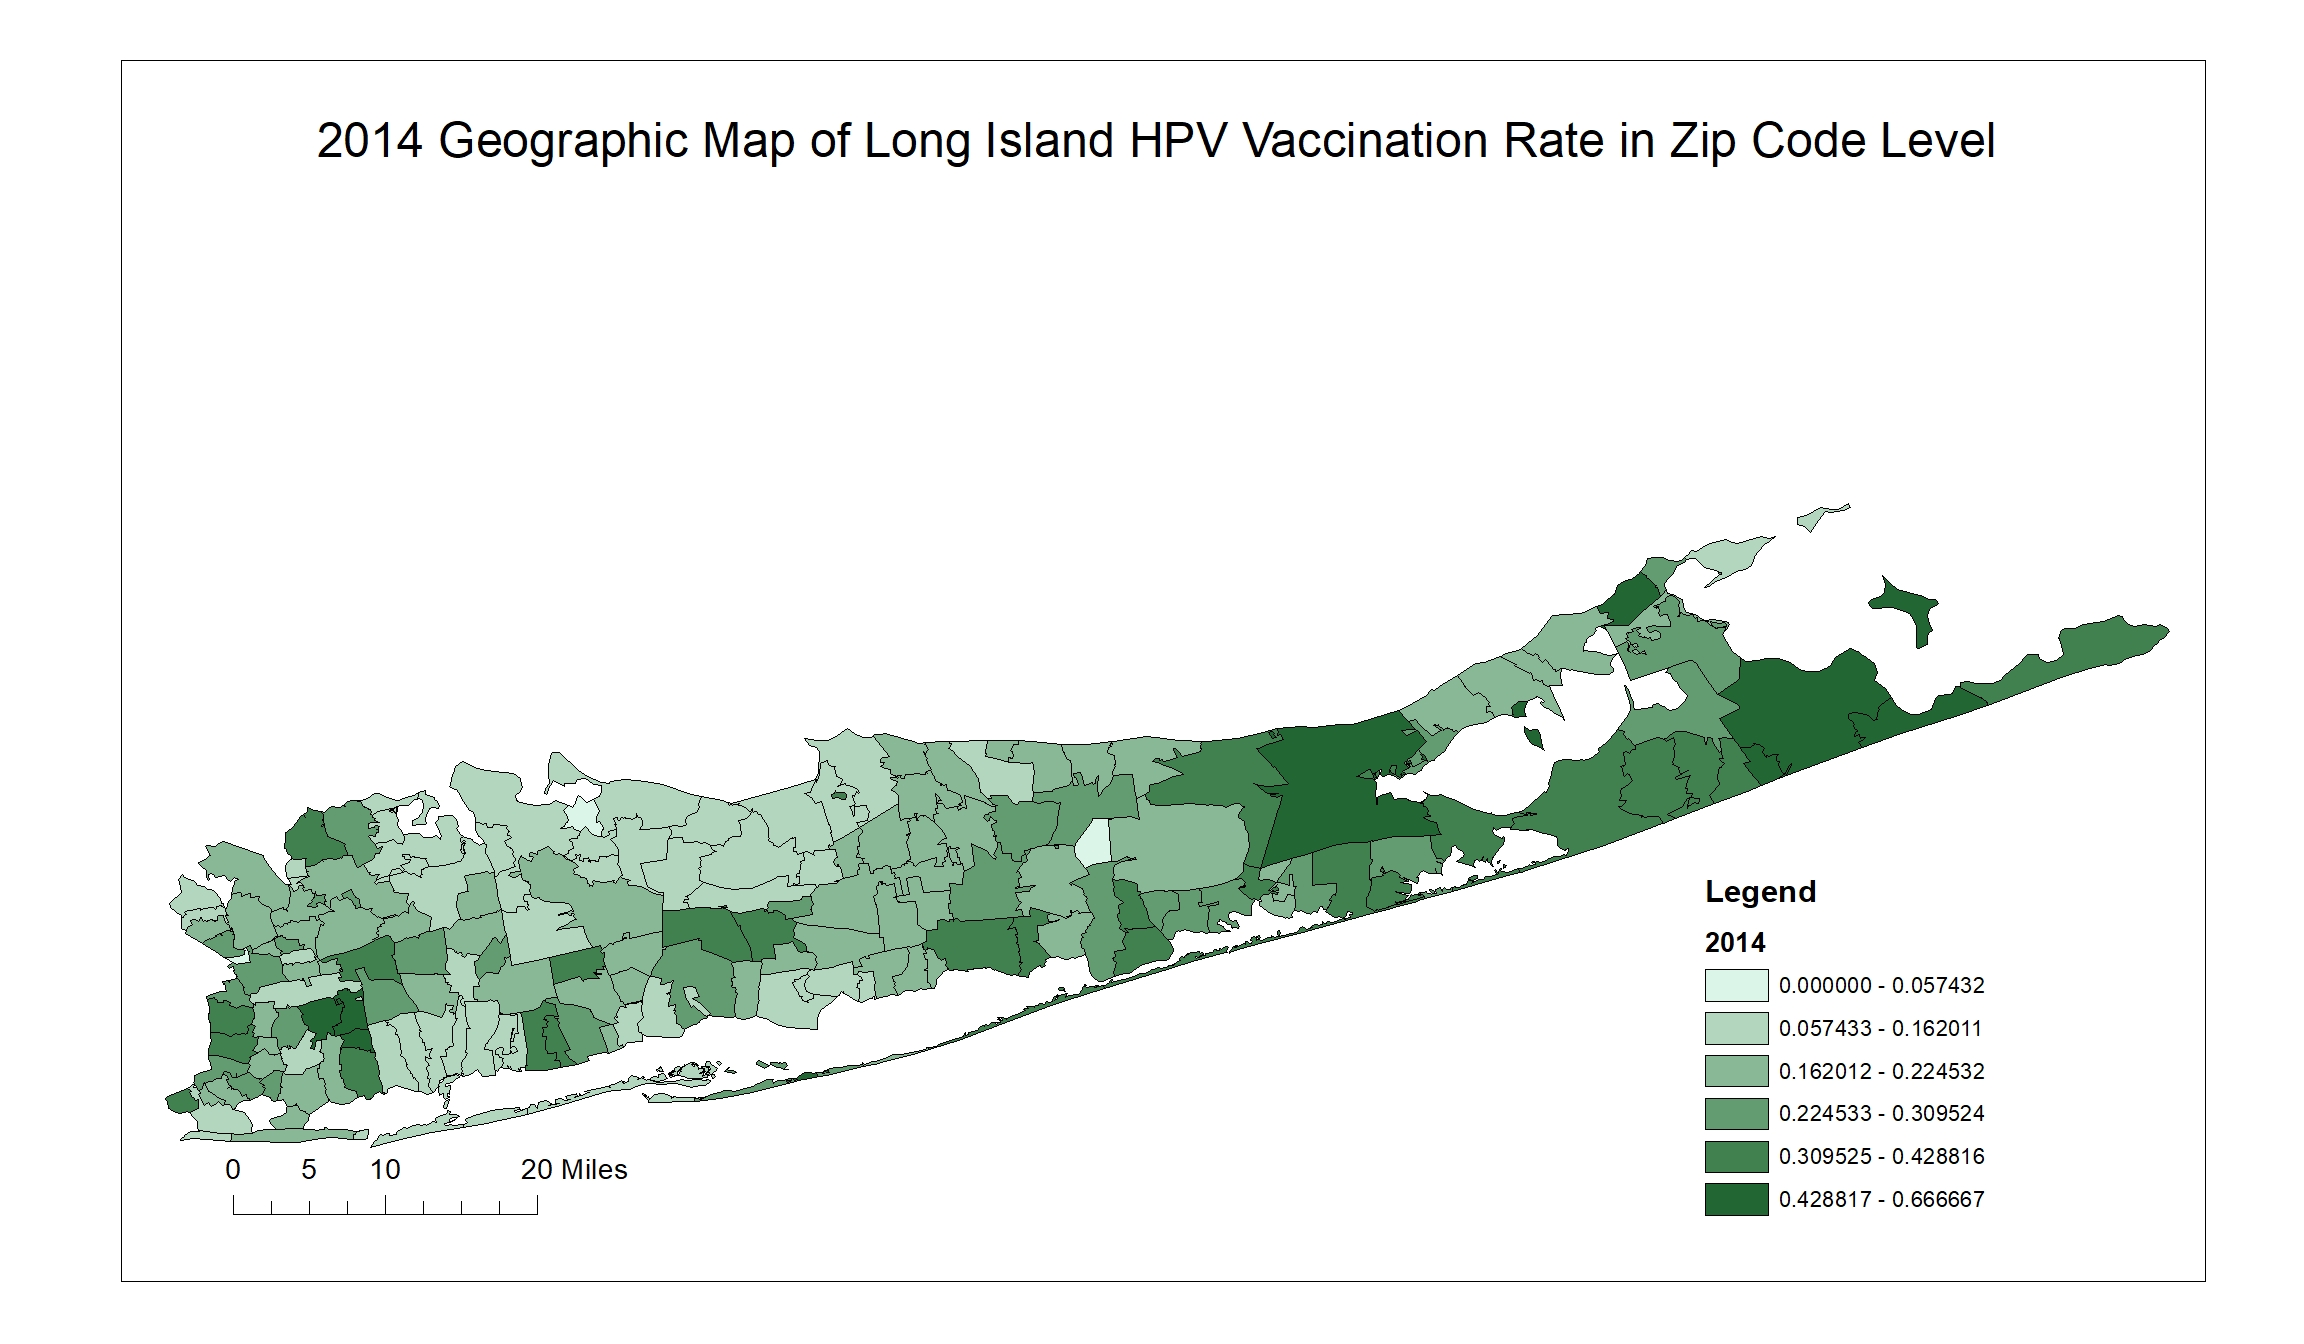 2014 Geographic Map of Long Island HPV Vaccination Rate in Zip Code Level
Legend
2014
0.000000 - 0.057432
0.057433 - 0.162011
0.162012 - 0.224532
0.224533 - 0.309524
0.309525 - 0.428816
0.428817 - 0.666667
0 5 10 20 Miles